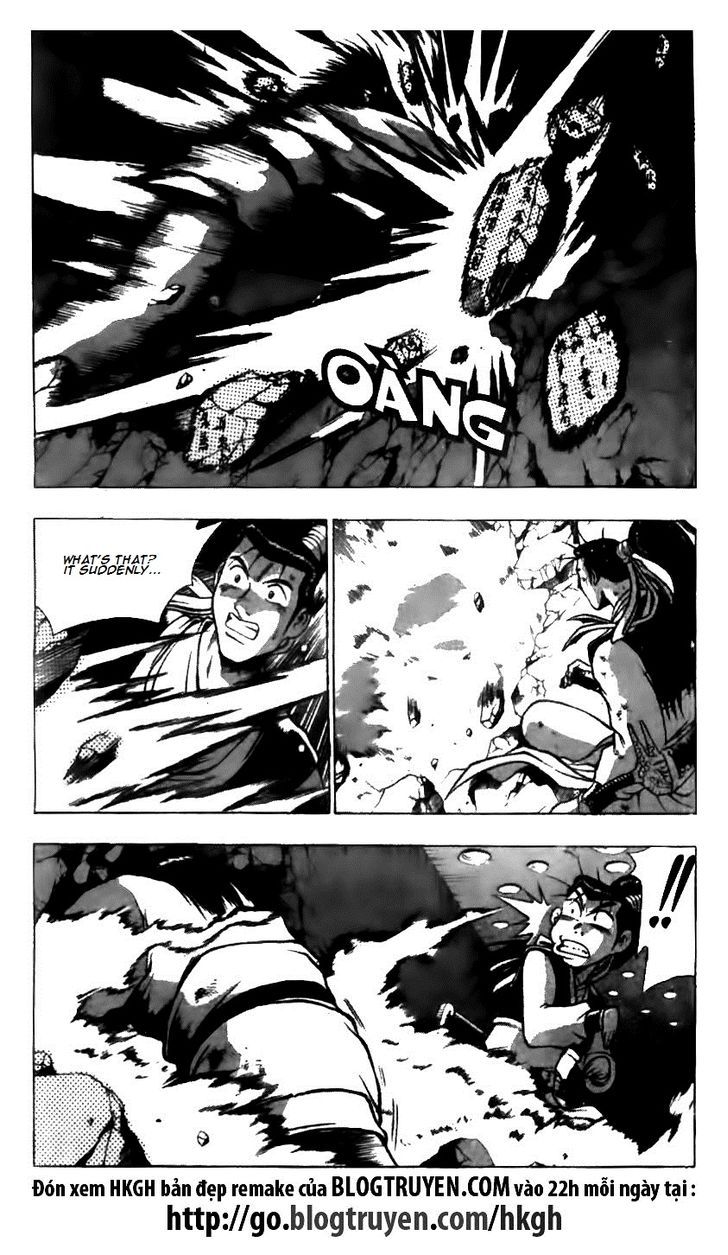 OÀNG
WHAT'S THAT?
IT SUDDENLY...
!!
Đón xem HKGH bản đẹp remake của BLOGTRUYEN.COM vào 22h mỗi ngày tại :
http://go.blogtruyen.com/hkgh